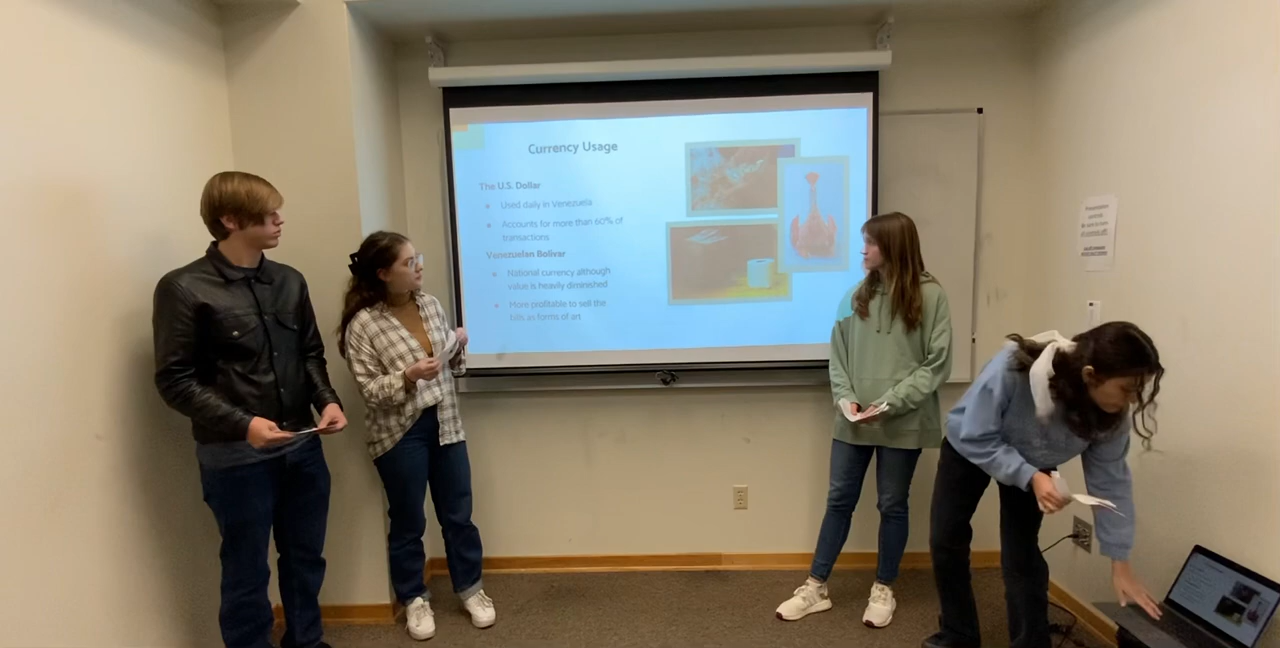 Currency Usage
The U.S. Dollar
Used daily in Venezuela
Accounts for more than 60% of
transactions
Venezuelan Bolivar
National currency although
value is heavily diminished
More profitable to sell the
bills as forms of art